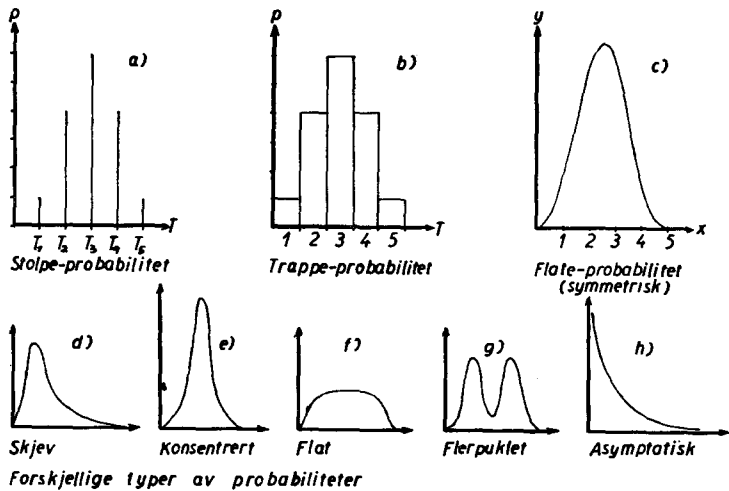 p
a)
T₁ T₂ T₃ T₄ T₅ T
Stolpe-probabilitet
p
b)
1 2 3 4 5 T
Trappe-probabilitet
y
c)
1 2 3 4 5 x
Flate-probabilitet
(symmetrisk)
d)
Skjev
e)
Konsentrert
f)
Flat
g)
Flerpuklet
h)
Asymptatisk
Forskjellige typer av probabiliteter